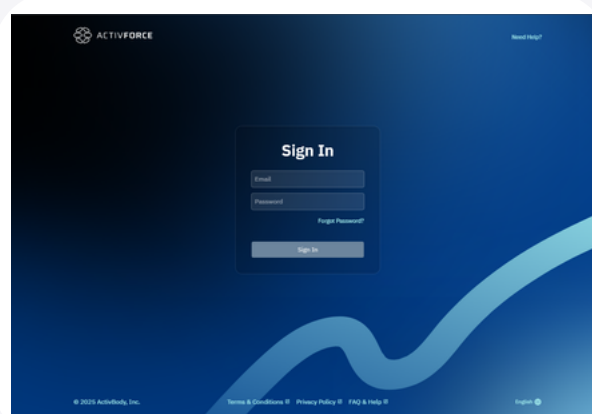 ACTIVFORCE
Need Help?
Sign In
Email
Password
Forgot Password?
Sign In
© 2025 ActivBody, Inc.
Terms & Conditions
Privacy Policy
FAQ & Help
English